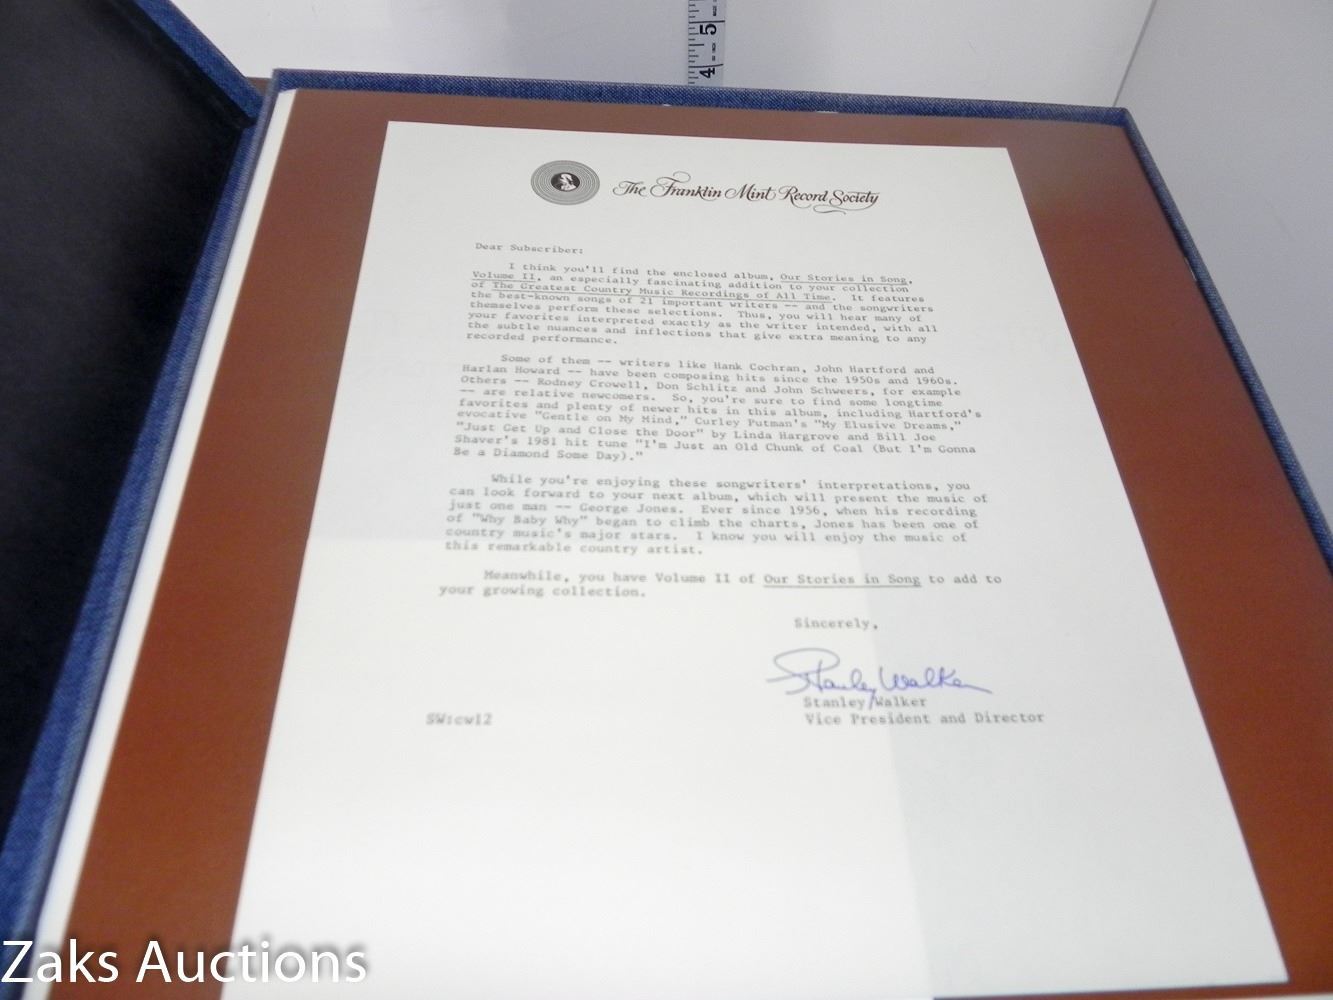 5
4
The Franklin Mint Record Society
Dear Subscriber:
I think you'll find the enclosed album, Our Stories in Song,
Volume II, an especially fascinating addition to your collection
of The Greatest Country Music Recordings of All Time. It features
the best-known songs of 21 important writers -- and the songwriters
themselves perform these selections. Thus, you will hear many of
your favorites interpreted exactly as the writer intended, with all
the subtle nuances and inflections that give extra meaning to any
recorded performance.
Some of them -- writers like Hank Cochran, John Hartford and
Harlan Howard -- have been composing hits since the 1950s and 1960s.
Others -- Rodney Crowell, Don Schlitz and John Schweers, for example
-- are relative newcomers. So, you're sure to find some longtime
favorites and plenty of newer hits in this album, including Hartford's
evocative "Gentle on My Mind," Curley Putman's "My Elusive Dreams,"
"Just Get Up and Close the Door" by Linda Hargrove and Bill Joe
Shaver's 1981 hit tune "I'm Just an Old Chunk of Coal (But I'm Gonna
Be a Diamond Some Day)."
While you're enjoying these songwriters' interpretations, you
can look forward to your next album, which will present the music of
just one man -- George Jones. Ever since 1956, when his recording
of "Why Baby Why" began to climb the charts, Jones has been one of
country music's major stars. I know you will enjoy the music of
this remarkable country artist.
Meanwhile, you have Volume II of Our Stories in Song to add to
your growing collection.
Sincerely,
Stanley Walker
Stanley Walker
Vice President and Director
SW:cw12
Zaks Auctions